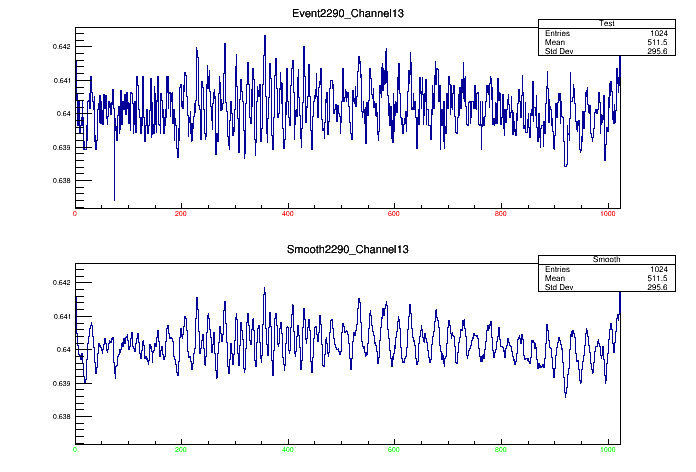 Event2290_Channel13
Test
Entries 1024
Mean 511.5
Std Dev 295.6
0.642
0.641
0.64
0.639
0.638
0 200 400 600 800 1000
Smooth2290_Channel13
Smooth
Entries 1024
Mean 511.5
Std Dev 295.6
0.642
0.641
0.64
0.639
0.638
0 200 400 600 800 1000